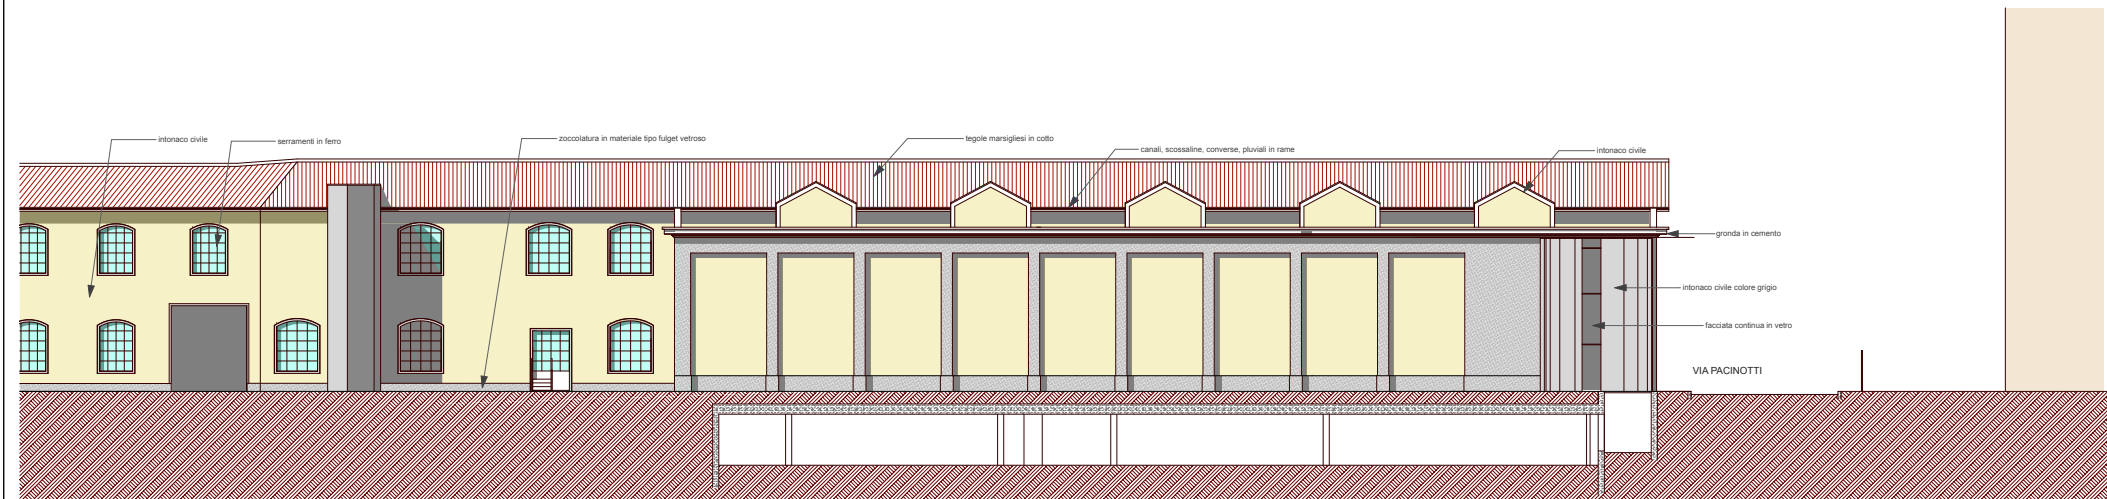 intonaco civile
serramenti in ferro
zoccolatura in materiale tipo fulget vetroso
tegole marsigliesi in cotto
canali, scossaline, converse, pluviali in rame
intonaco civile
gronda in cemento
intonaco civile colore grigio
facciata continua in vetro
VIA PACINOTTI